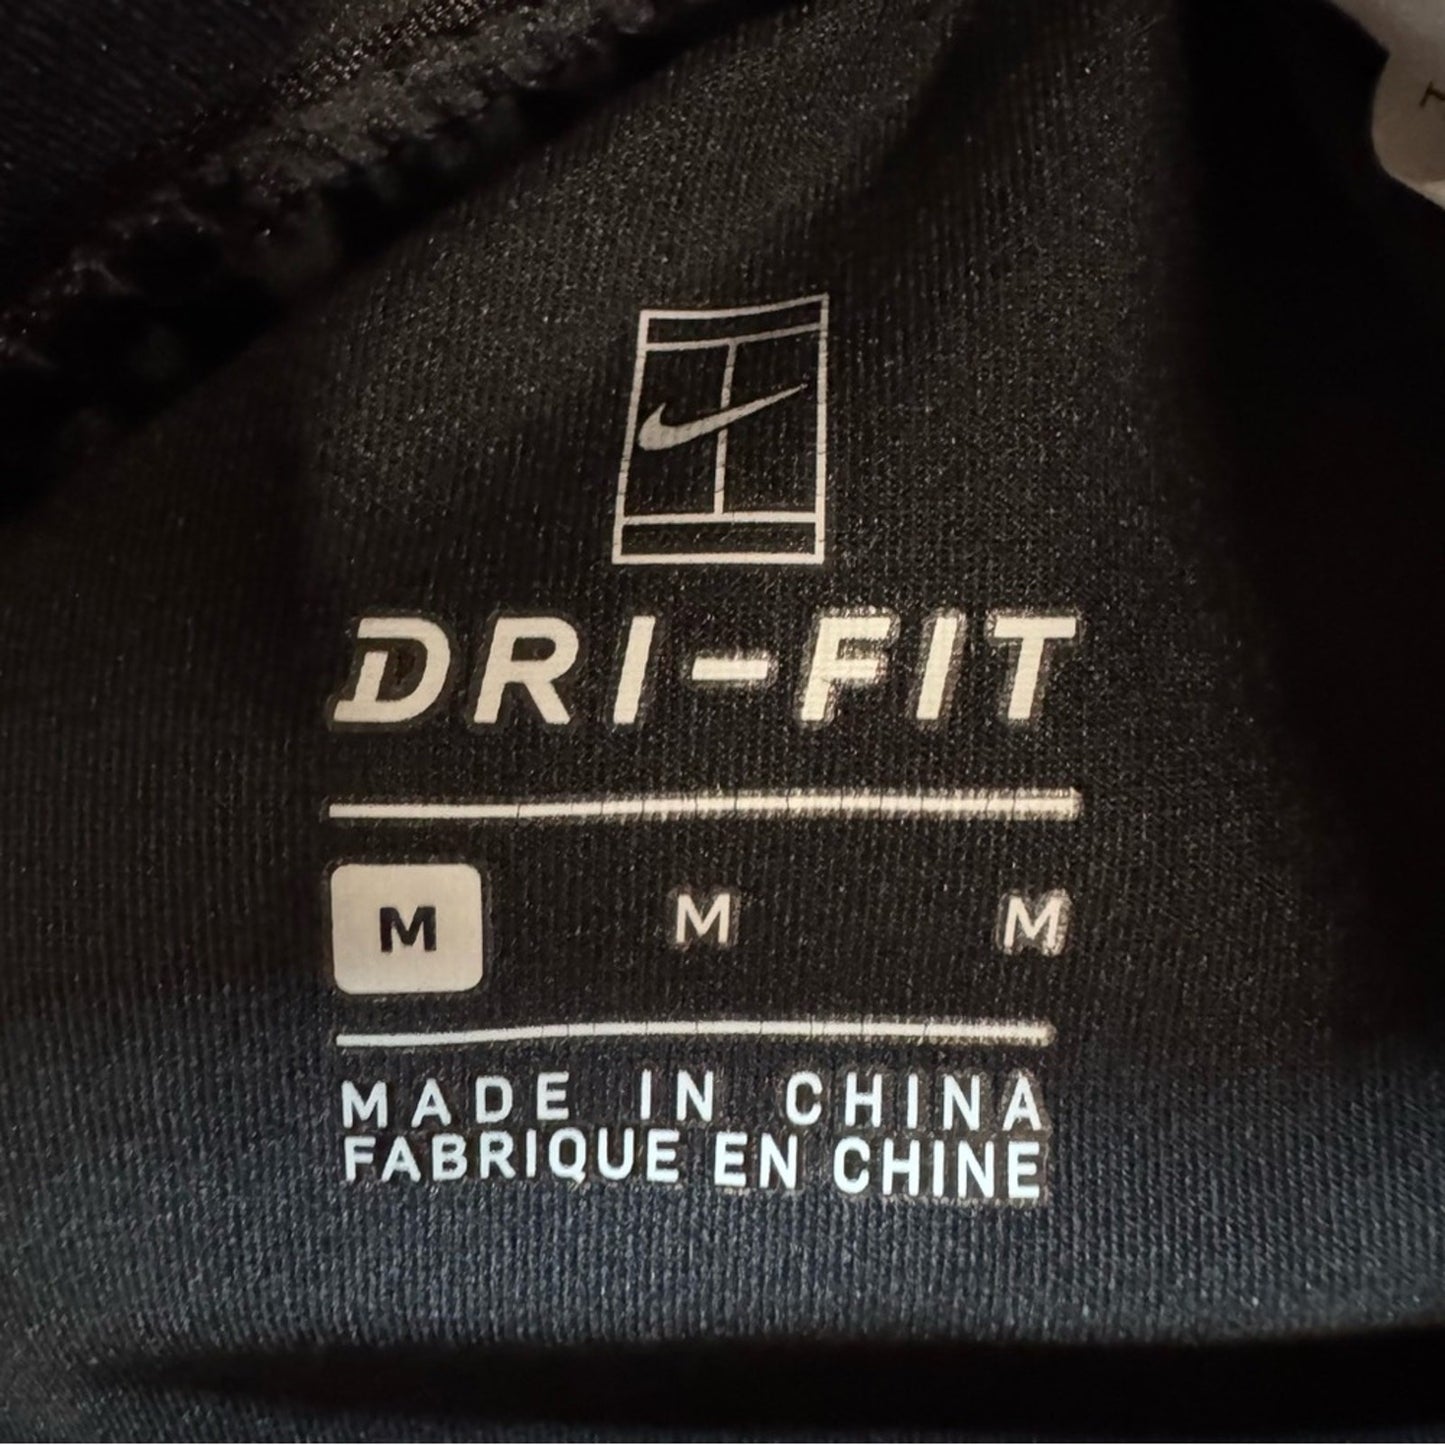 DRI-FIT
M M M
MADE IN CHINA
FABRIQUE EN CHINE